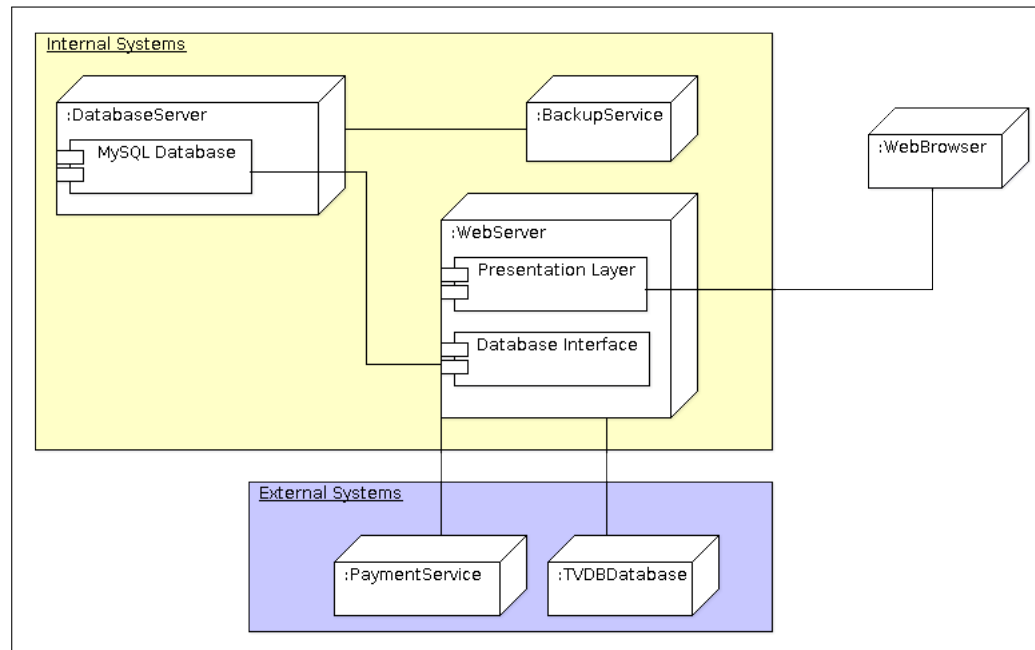 Internal Systems
:DatabaseServer
MySQL Database
:BackupService
:WebBrowser
:WebServer
Presentation Layer
Database Interface
External Systems
:PaymentService
:TVDBDatabase